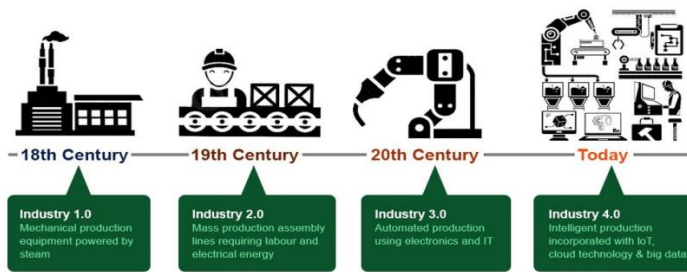 18th Century
19th Century
20th Century
Today
Industry 1.0
Mechanical production
equipment powered by
steam
Industry 2.0
Mass production assembly
lines requiring labour and
electrical energy
Industry 3.0
Automated production
using electronics and IT
Industry 4.0
Intelligent production
incorporated with IoT,
cloud technology & big data